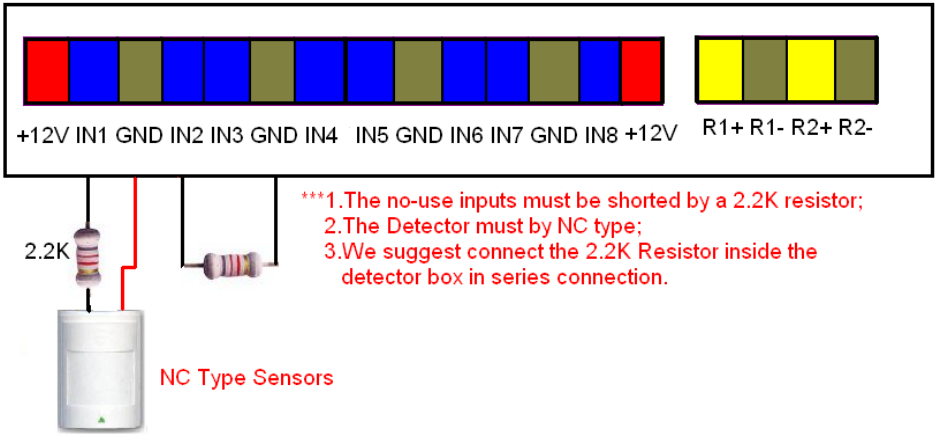 +12V IN1 GND IN2 IN3 GND IN4 IN5 GND IN6 IN7 GND IN8 +12V R1+ R1- R2+ R2-
***1.The no-use inputs must be shorted by a 2.2K resistor;
2.The Detector must by NC type;
3.We suggest connect the 2.2K Resistor inside the
detector box in series connection.
2.2K
NC Type Sensors